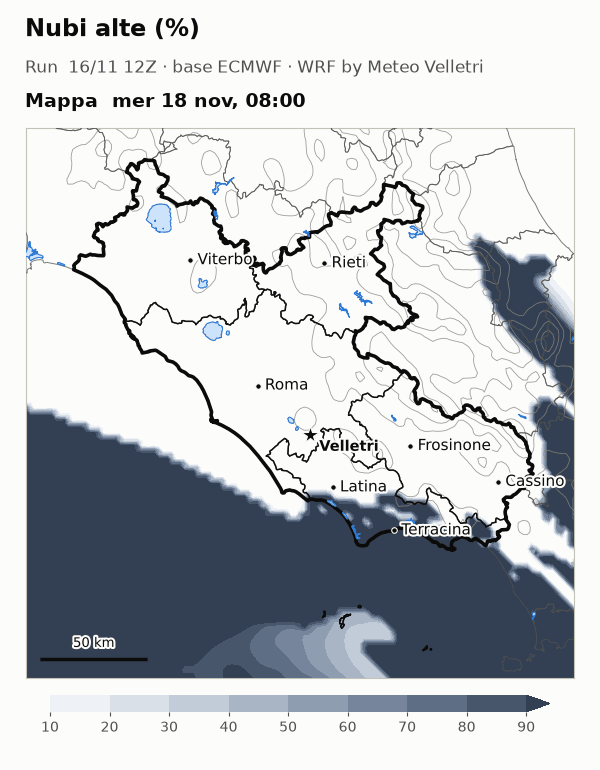 Nubi alte (%)
Run  16/11 12Z · base ECMWF · WRF by Meteo Velletri
Mappa  mer 18 nov, 08:00
Viterbo
Rieti
Roma
Velletri
Frosinone
Cassino
Latina
Terracina
50 km
10 20 30 40 50 60 70 80 90